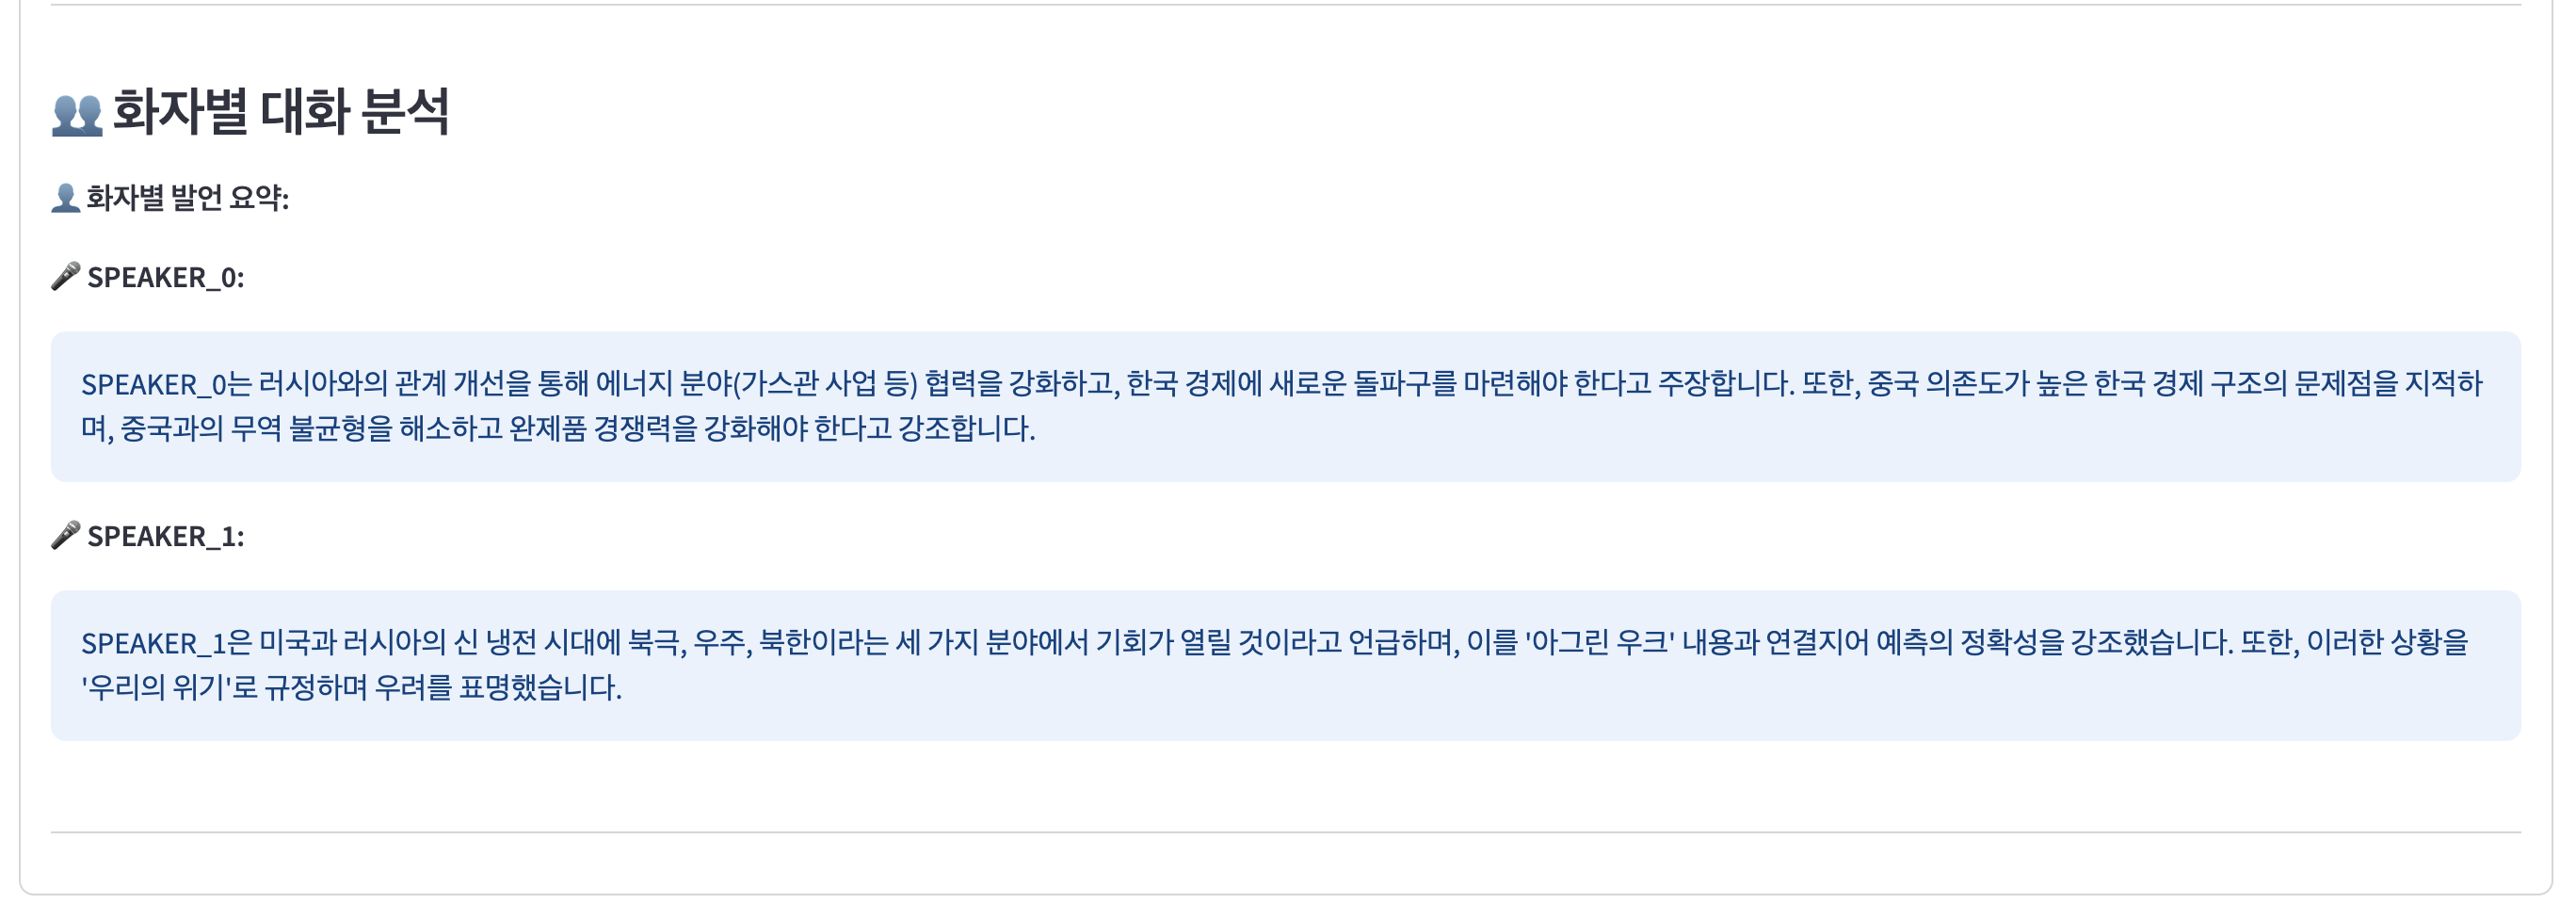 화자별 대화 분석
화자별 발언 요약:
SPEAKER_0:
SPEAKER_0는 러시아와의 관계 개선을 통해 에너지 분야(가스관 사업 등) 협력을 강화하고, 한국 경제에 새로운 돌파구를 마련해야 한다고 주장합니다. 또한, 중국 의존도가 높은 한국 경제 구조의 문제점을 지적하
며, 중국과의 무역 불균형을 해소하고 완제품 경쟁력을 강화해야 한다고 강조합니다.
SPEAKER_1:
SPEAKER_1은 미국과 러시아의 신 냉전 시대에 북극, 우주, 북한이라는 세 가지 분야에서 기회가 열릴 것이라고 언급하며, 이를 '아그린 우크' 내용과 연결지어 예측의 정확성을 강조했습니다. 또한, 이러한 상황을
'우리의 위기'로 규정하며 우려를 표명했습니다.